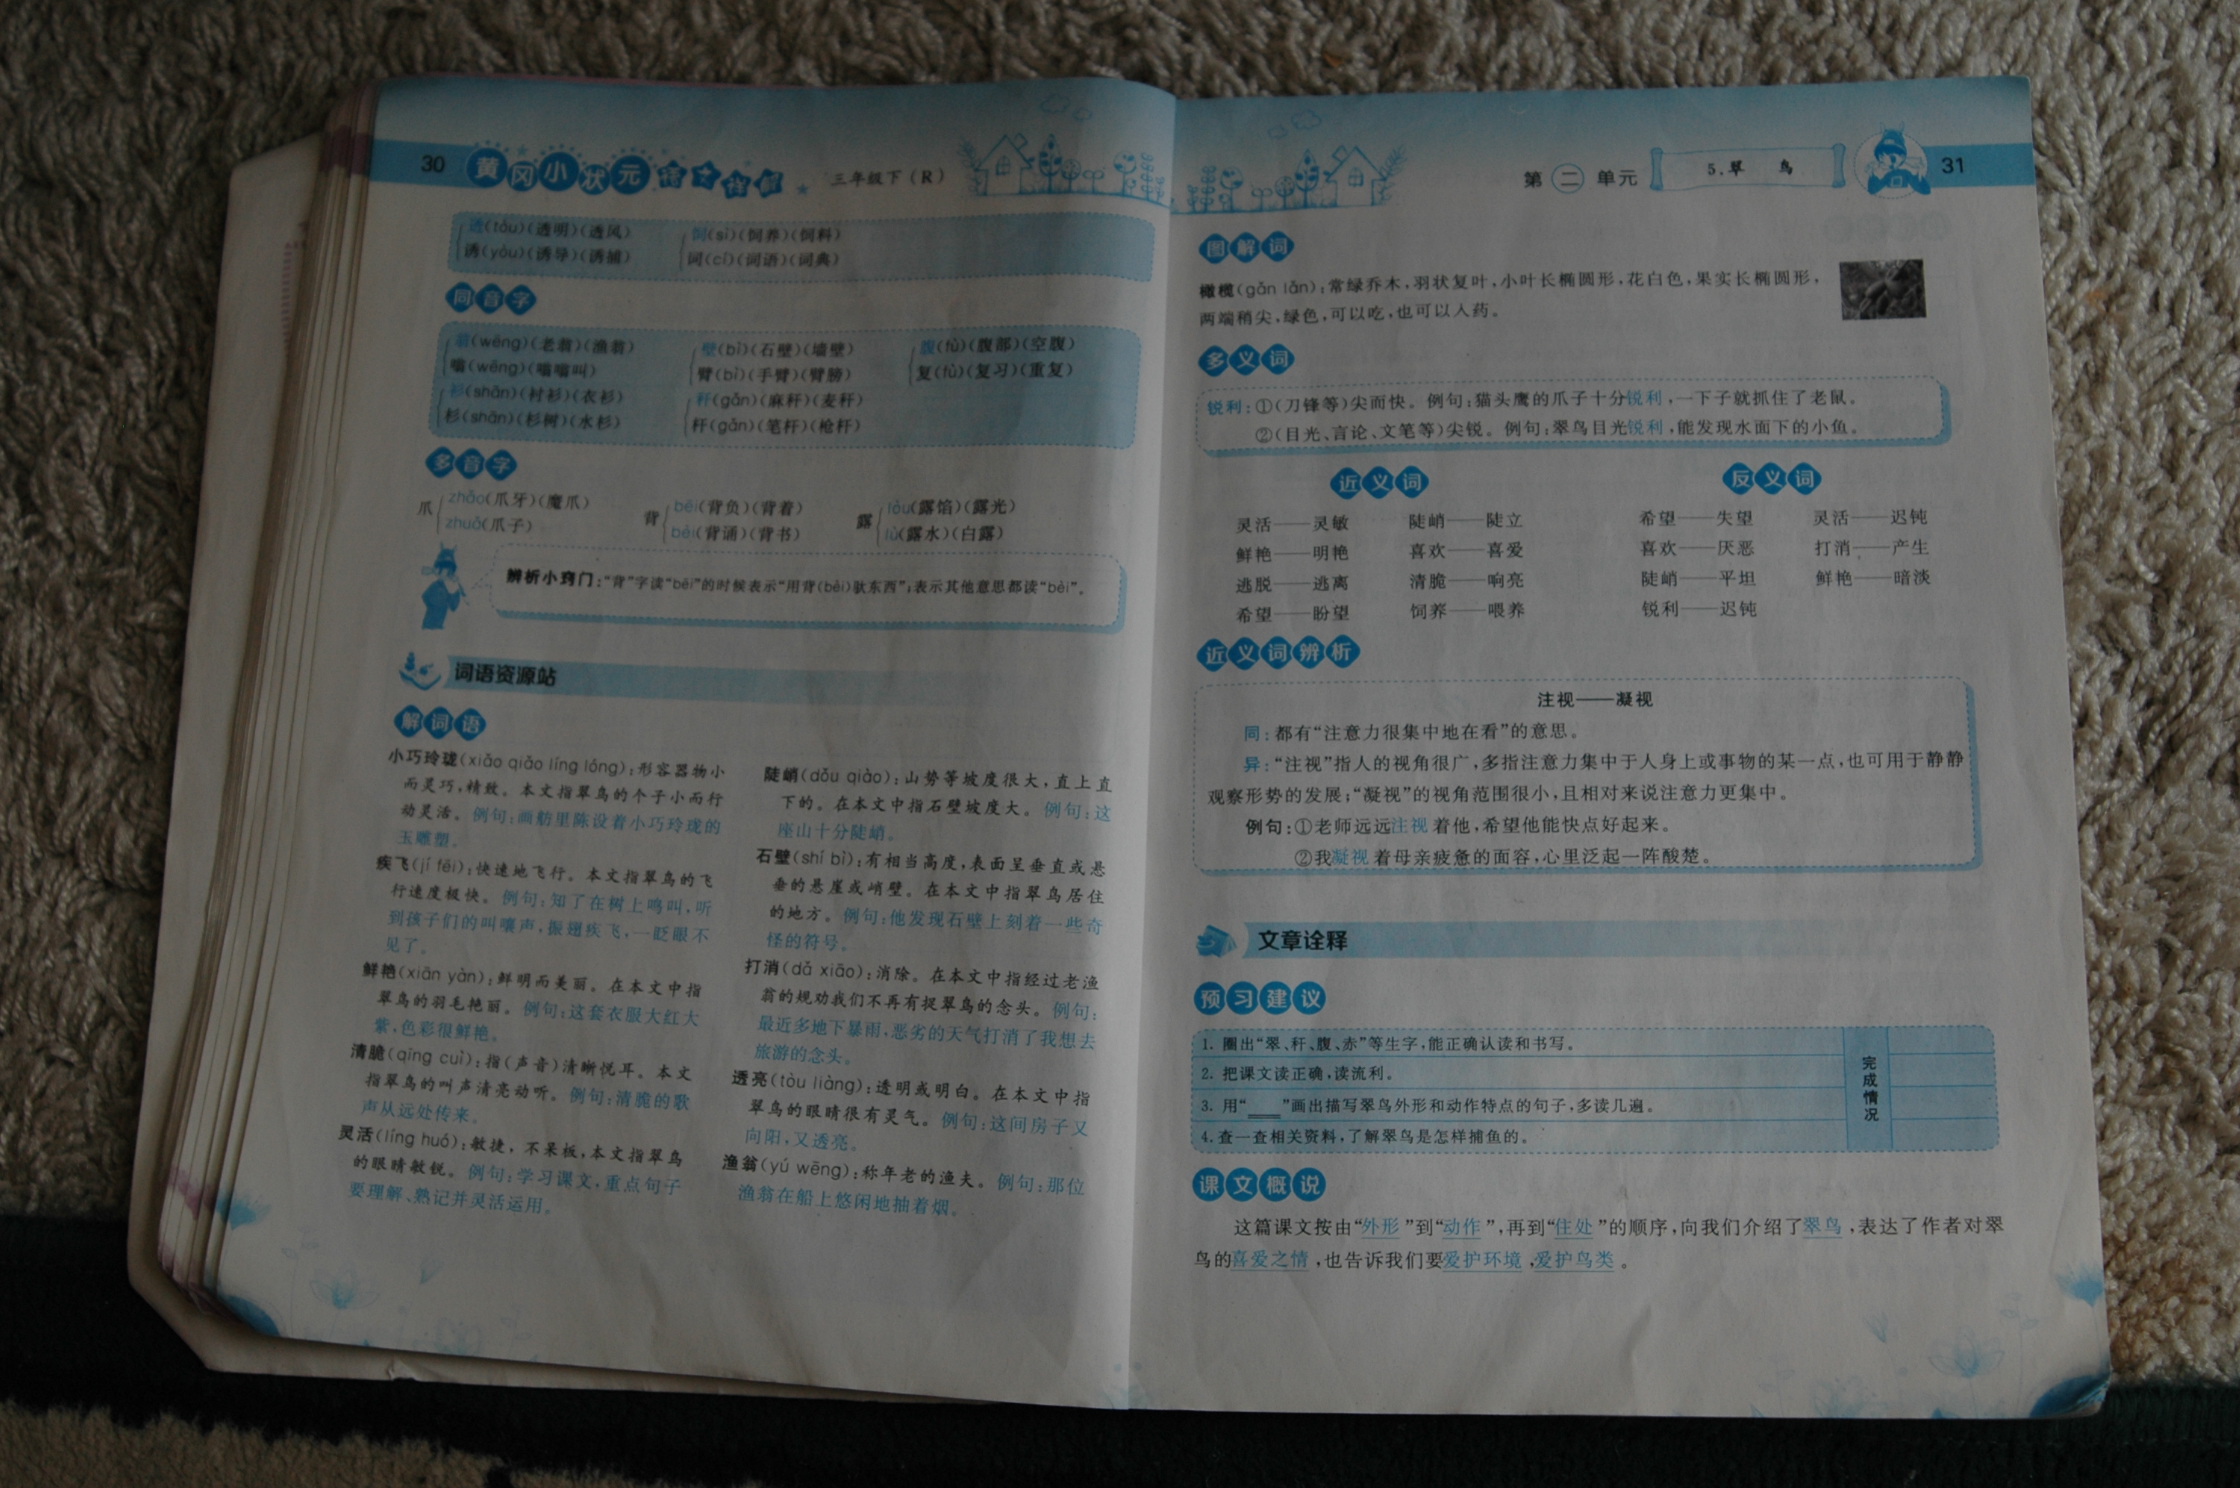 30 黄冈小状元 语文详解 三年级下(R)
透(tòu)(透明)(透风) 饲(sì)(饲养)(饲料)
诱(yòu)(诱导)(诱捕) 词(cí)(词语)(词典)
同音字
翁(wēng)(老翁)(渔翁) 壁(bì)(石壁)(墙壁) 腹(fù)(腹部)(空腹)
嗡(wēng)(嗡嗡叫) 臂(bì)(手臂)(臂膀) 复(fù)(复习)(重复)
衫(shān)(衬衫)(衣衫) 秆(gǎn)(麻秆)(麦秆)
杉(shān)(杉树)(水杉) 杆(gǎn)(笔杆)(枪杆)
多音字
爪 zhǎo(爪牙)(魔爪) 背 bēi(背负)(背着) 露 lòu(露馅)(露光)
zhuǎ(爪子) bèi(背诵)(背书) lù(露水)(白露)
辨析小窍门:“背”字读“bēi”的时候表示“用背(bèi)驮东西”;表示其他意思都读“bèi”。
词语资源站
解词语
小巧玲珑(xiǎo qiǎo líng lóng):形容器物小
而灵巧,精致。本文指翠鸟的个子小而行
动灵活。例句:画舫里陈设着小巧玲珑的
玉雕塑。
疾飞(jí fēi):快速地飞行。本文指翠鸟的飞
行速度极快。例句:知了在树上鸣叫,听
到孩子们的叫嚷声,振翅疾飞,一眨眼不
见了。
鲜艳(xiān yàn):鲜明而美丽。在本文中指
翠鸟的羽毛艳丽。例句:这套衣服大红大
紫,色彩很鲜艳。
清脆(qīng cuì):指(声音)清晰悦耳。本文
指翠鸟的叫声清亮动听。例句:清脆的歌
声从远处传来。
灵活(líng huó):敏捷,不呆板,本文指翠鸟
的眼睛敏锐。例句:学习课文,重点句子
要理解、熟记并灵活运用。
陡峭(dǒu qiào):山势等坡度很大,直上直
下的。在本文中指石壁坡度大。例句:这
座山十分陡峭。
石壁(shí bì):有相当高度,表面呈垂直或悬
垂的悬崖或峭壁。在本文中指翠鸟居住
的地方。例句:他发现石壁上刻着一些奇
怪的符号。
打消(dǎ xiāo):消除。在本文中指经过老渔
翁的规劝我们不再有捉翠鸟的念头。例句:
最近多地下暴雨,恶劣的天气打消了我想去
旅游的念头。
透亮(tòu liàng):透明或明白。在本文中指
翠鸟的眼睛很有灵气。例句:这间房子又
向阳,又透亮。
渔翁(yú wēng):称年老的渔夫。例句:那位
渔翁在船上悠闲地抽着烟。
第二单元 5.翠 鸟 31
图解词
橄榄(gǎn lǎn):常绿乔木,羽状复叶,小叶长椭圆形,花白色,果实长椭圆形,
两端稍尖,绿色,可以吃,也可以入药。
多义词
锐利:①(刀锋等)尖而快。例句:猫头鹰的爪子十分锐利,一下子就抓住了老鼠。
②(目光、言论、文笔等)尖锐。例句:翠鸟目光锐利,能发现水面下的小鱼。
近义词 反义词
灵活——灵敏 陡峭——陡立 希望——失望 灵活——迟钝
鲜艳——明艳 喜欢——喜爱 喜欢——厌恶 打消——产生
逃脱——逃离 清脆——响亮 陡峭——平坦 鲜艳——暗淡
希望——盼望 饲养——喂养 锐利——迟钝
近义词辨析
注视——凝视
同:都有“注意力很集中地在看”的意思。
异:“注视”指人的视角很广,多指注意力集中于人身上或事物的某一点,也可用于静静
观察形势的发展;“凝视”的视角范围很小,且相对来说注意力更集中。
例句:①老师远远注视着他,希望他能快点好起来。
②我凝视着母亲疲惫的面容,心里泛起一阵酸楚。
文章诠释
预习建议
1. 圈出“翠、秆、腹、赤”等生字,能正确认读和书写。
2. 把课文读正确,读流利。
3. 用“____”画出描写翠鸟外形和动作特点的句子,多读几遍。
4. 查一查相关资料,了解翠鸟是怎样捕鱼的。
完成情况
课文概说
这篇课文按由“外形”到“动作”,再到“住处”的顺序,向我们介绍了翠鸟,表达了作者对翠
鸟的喜爱之情,也告诉我们要爱护环境,爱护鸟类。